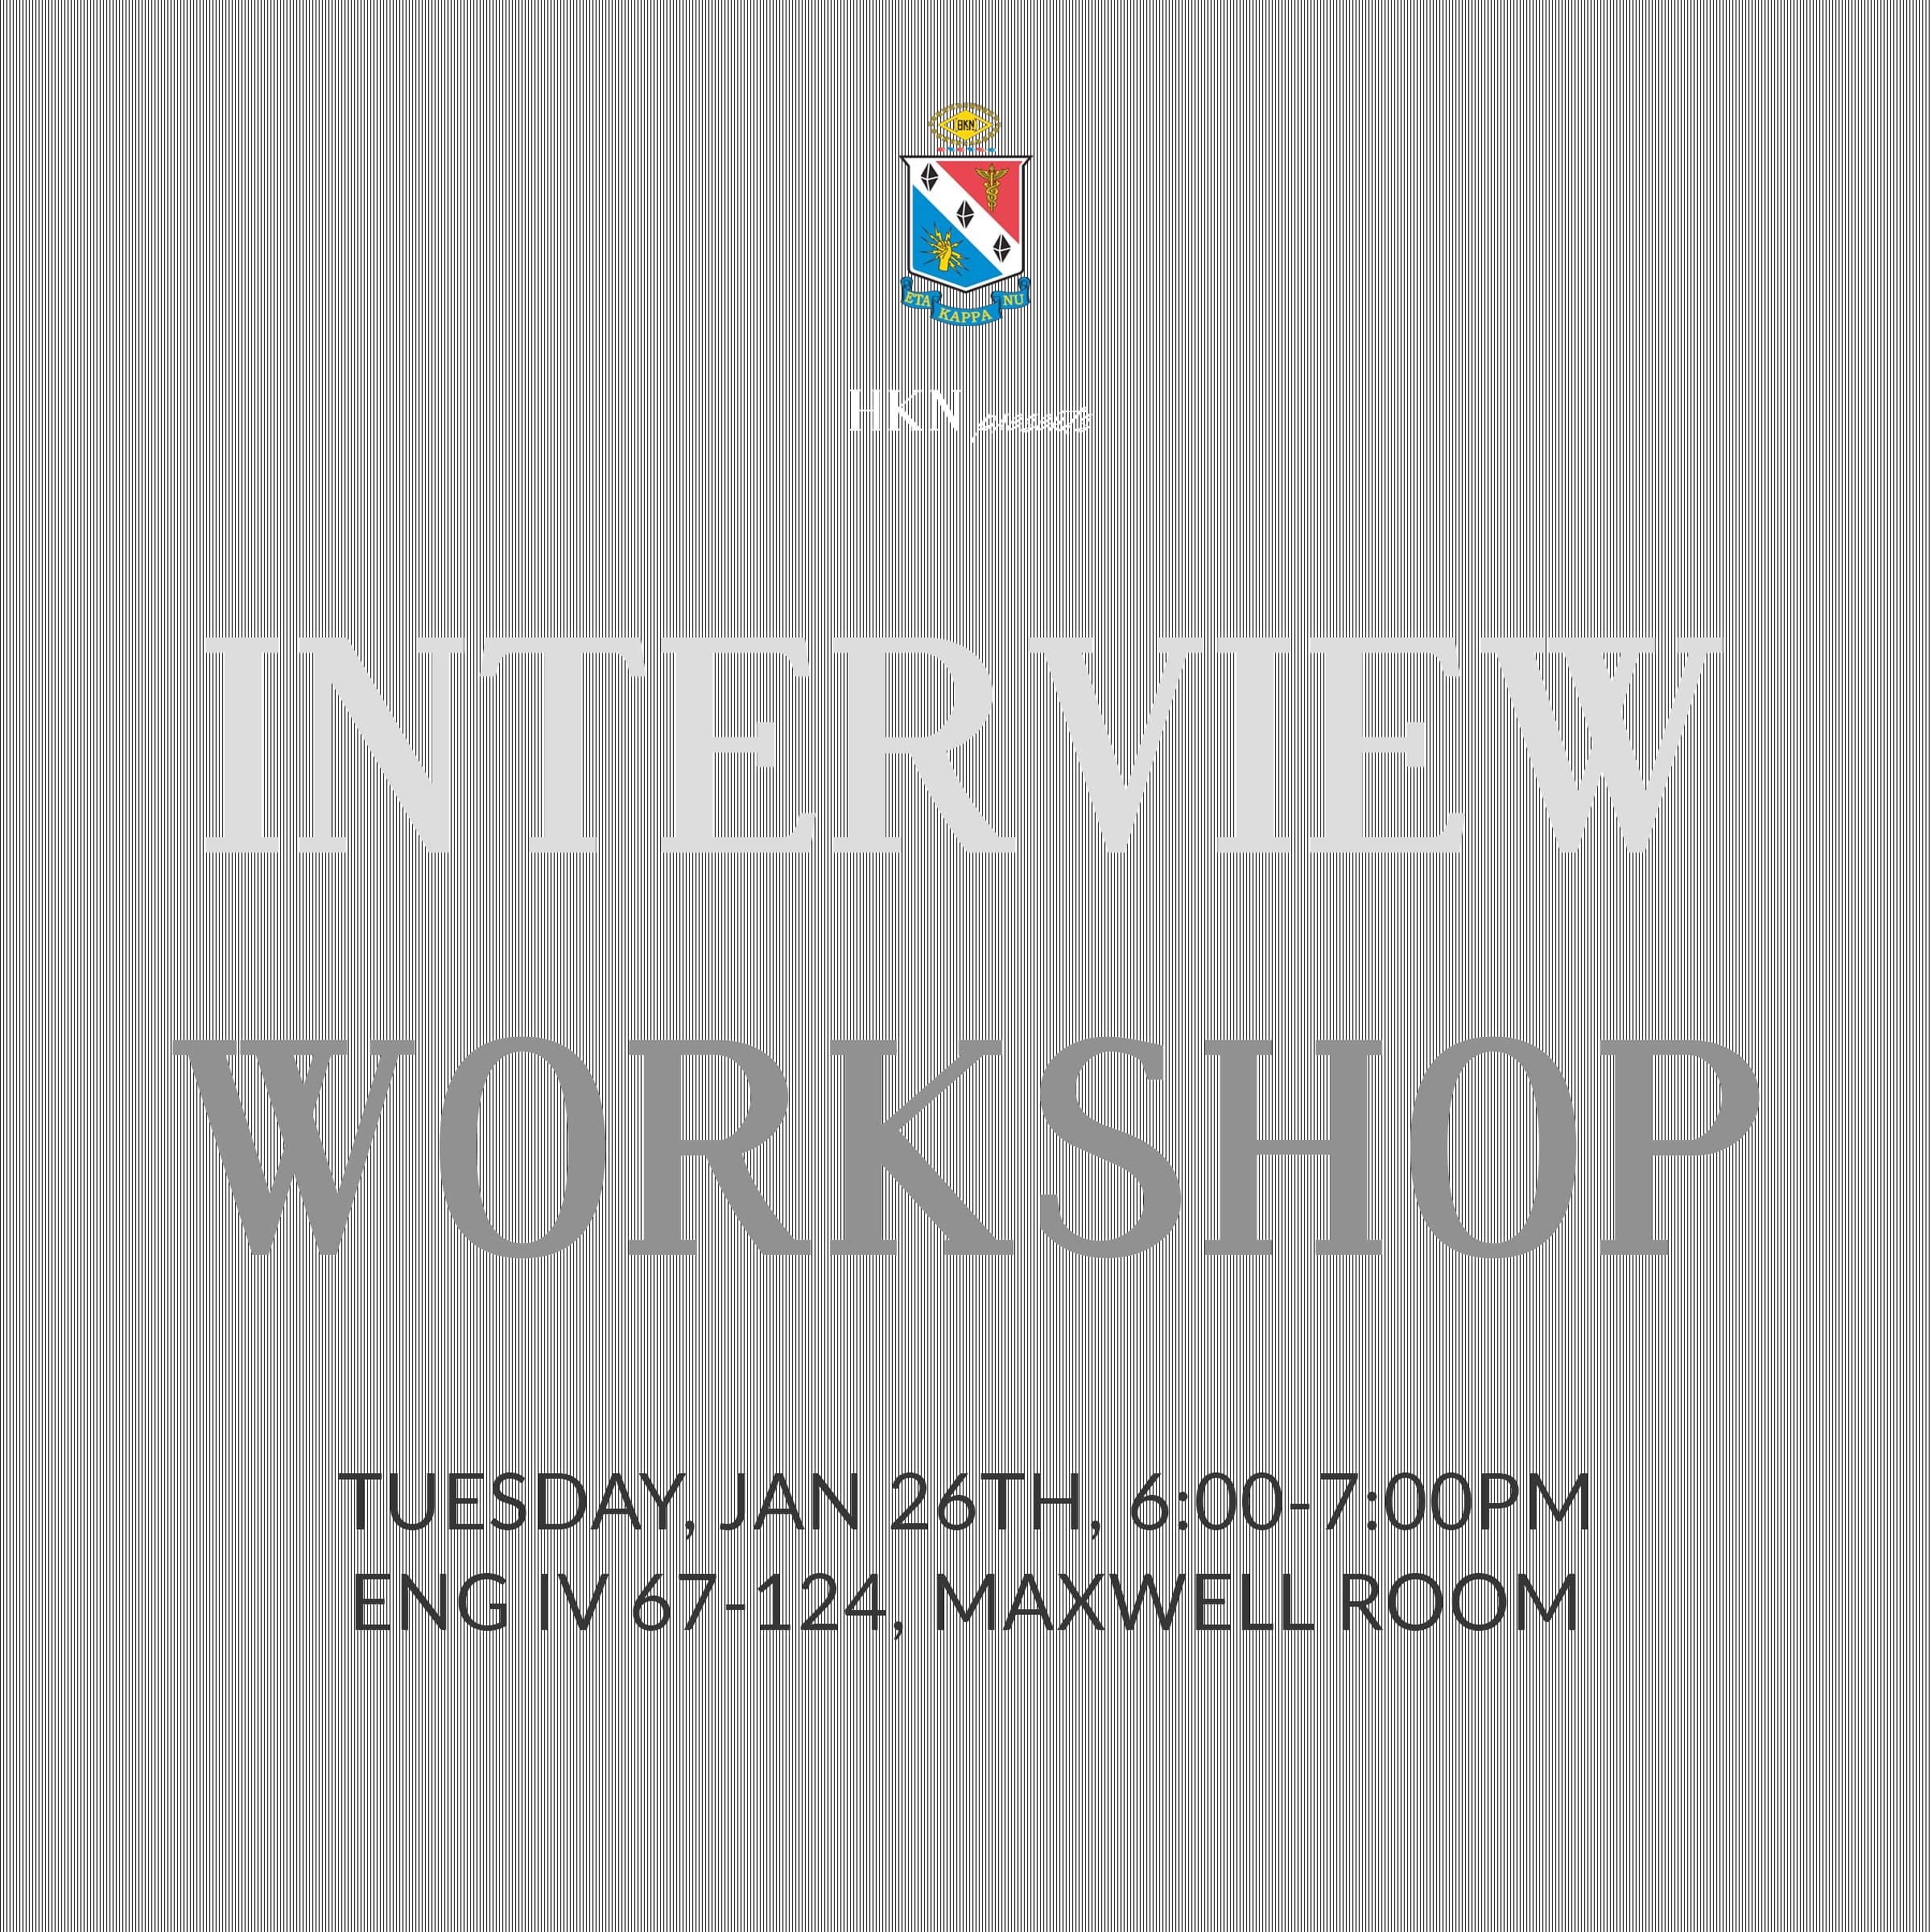 HKN
ETA KAPPA NU
HKN presents
INTERVIEW
WORKSHOP
TUESDAY, JAN 26TH, 6:00-7:00PM
ENG IV 67-124, MAXWELL ROOM